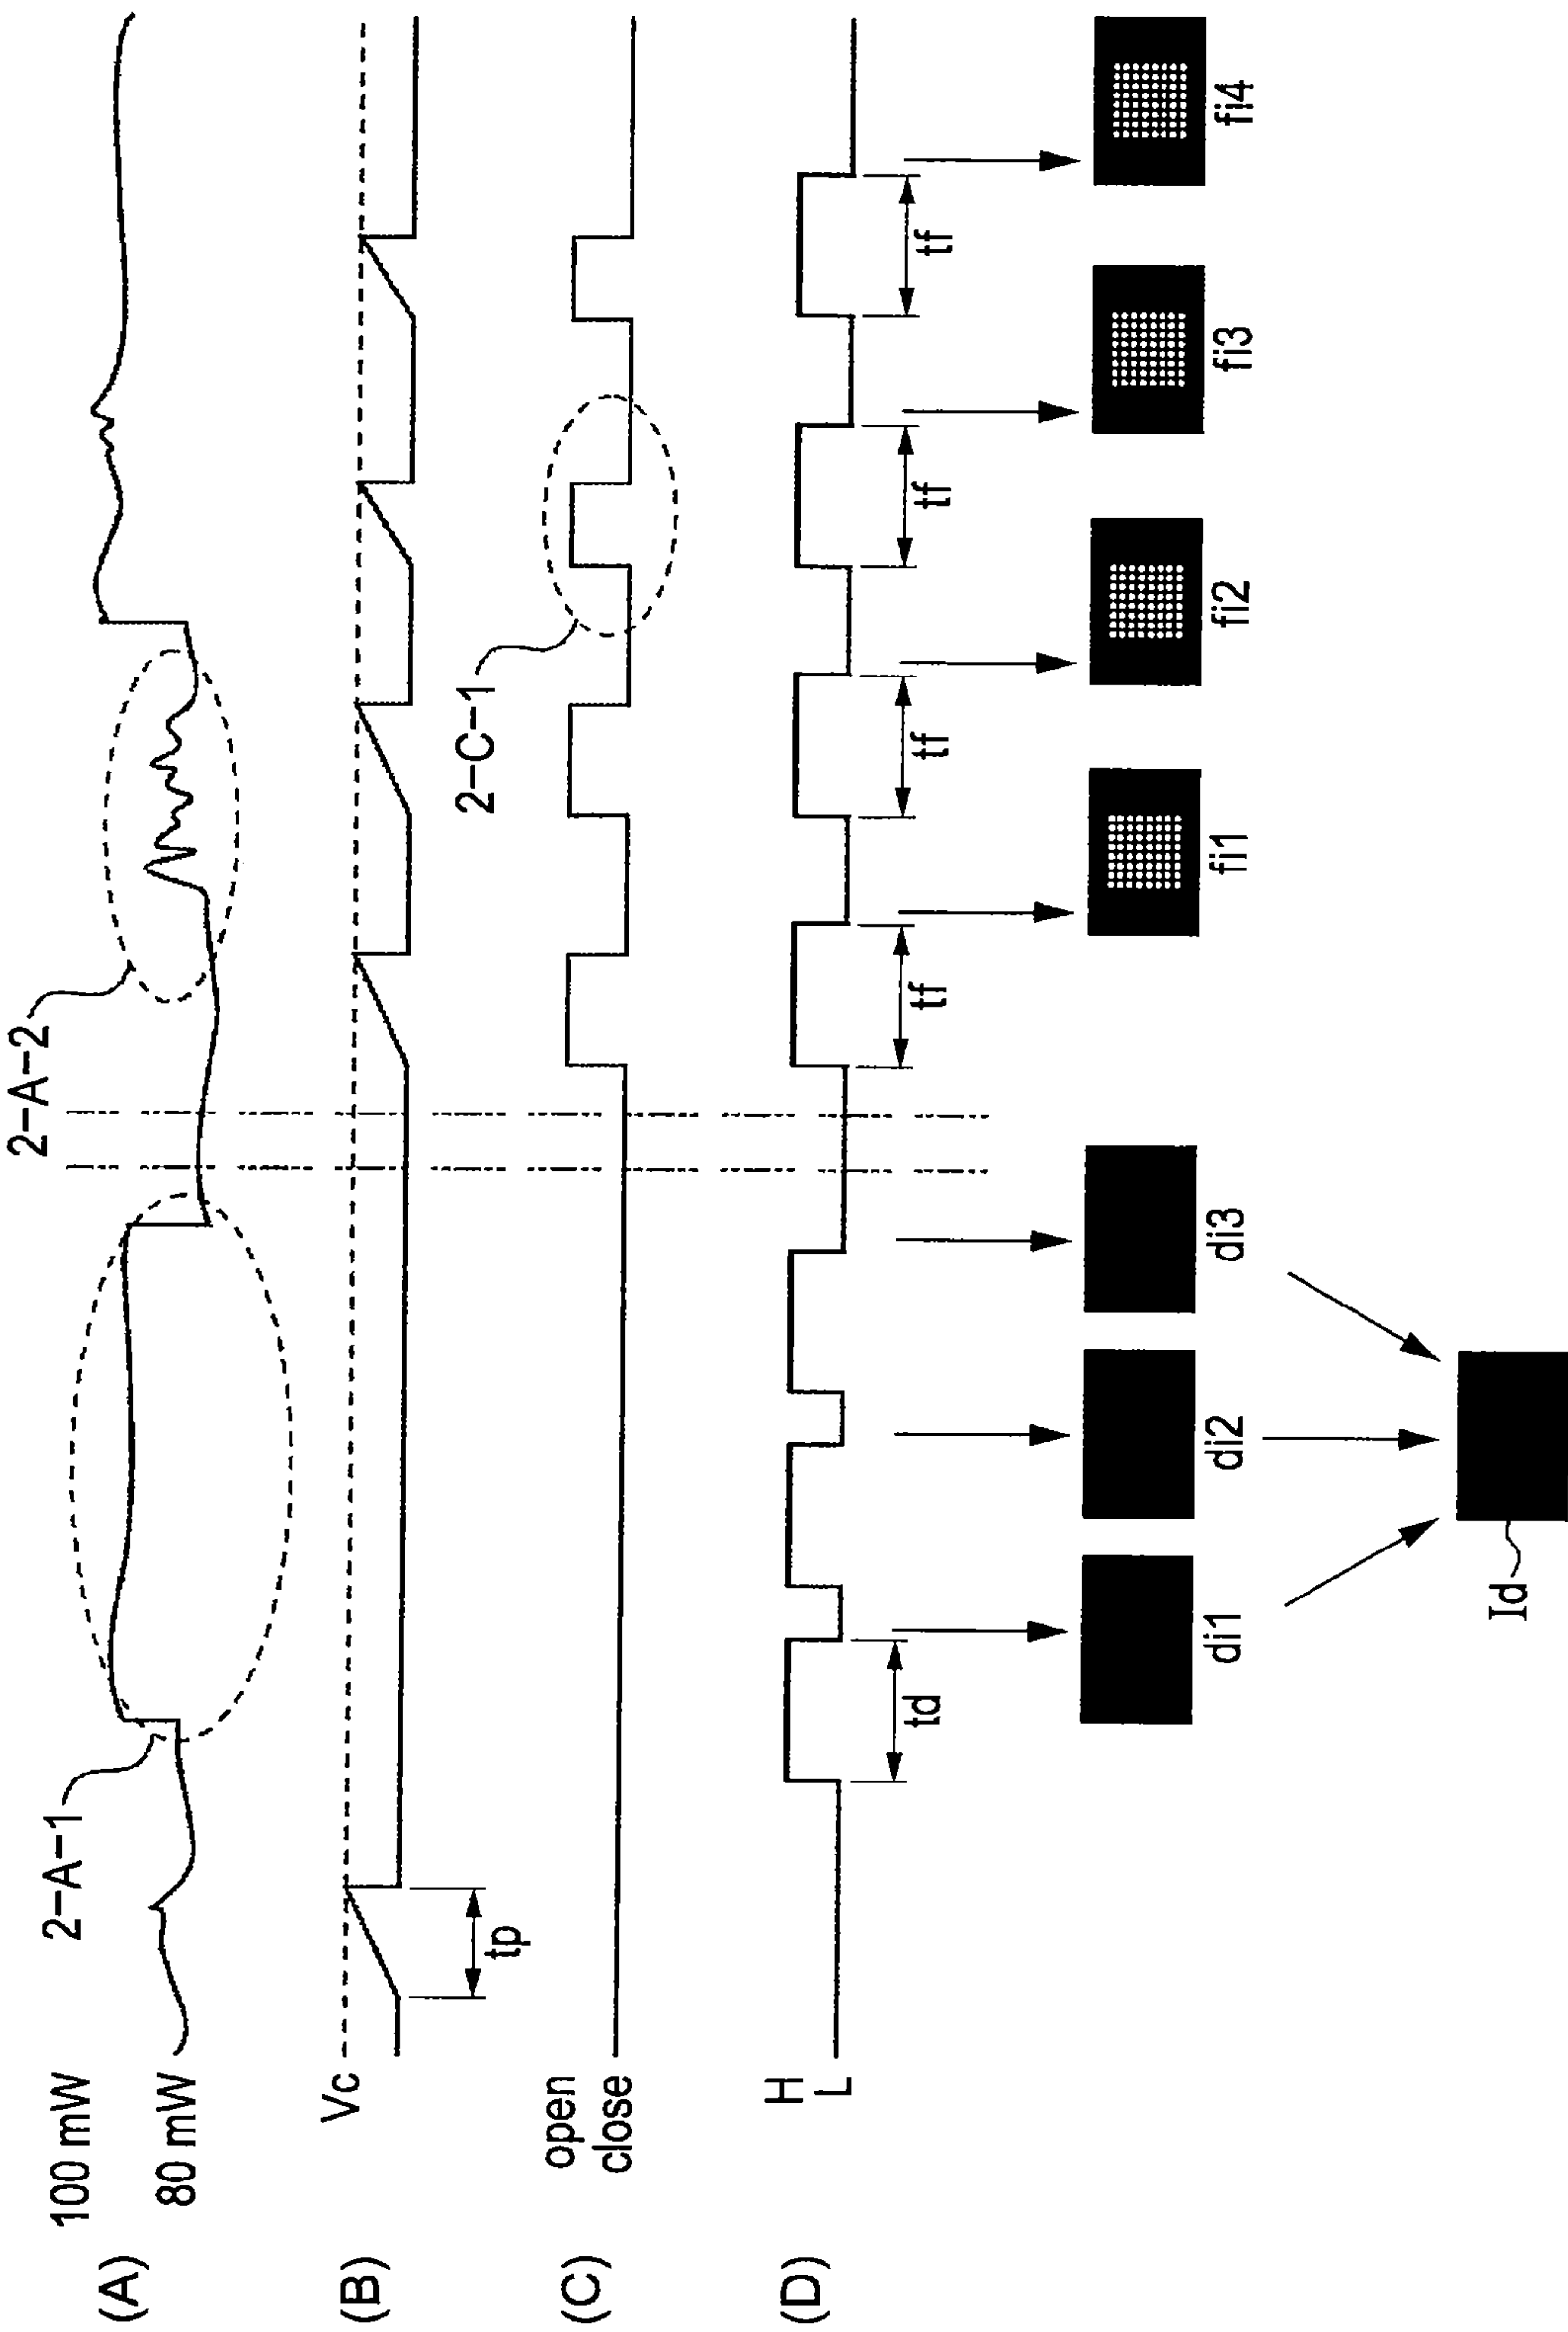 2-A-1
2-A-2
(A)
100 mW
80 mW
(B)
Vc
tp
2-C-1
(C)
open
close
(D)
H
L
td
tf
tf
tf
tf
di1
di2
di3
fi1
fi2
fi3
fi4
Id